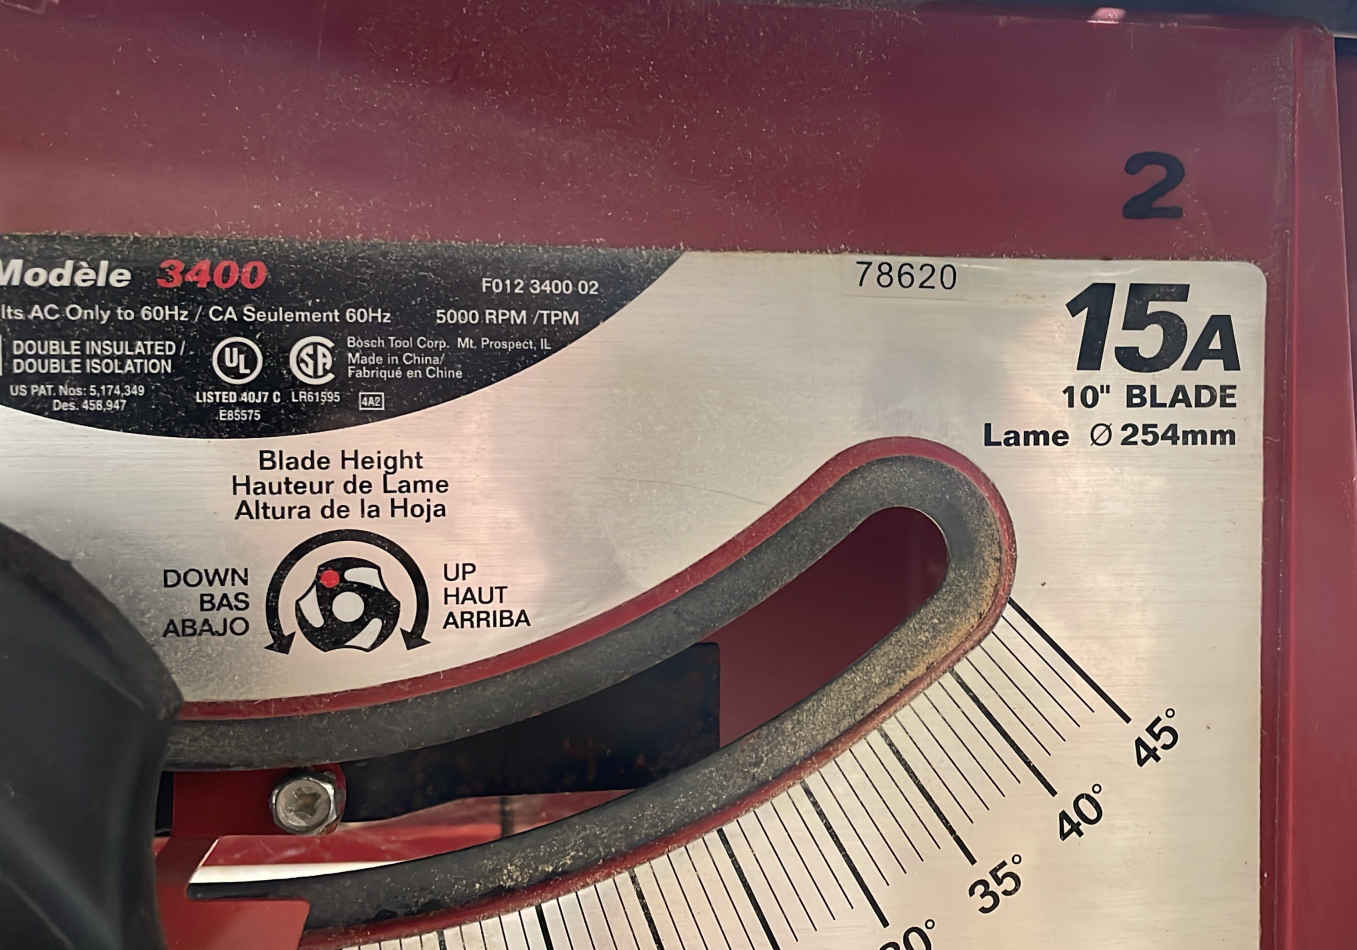 2
Modèle 3400
F012 3400 02
78620
AC Only to 60Hz / CA Seulement 60Hz
5000 RPM /TPM
15A
DOUBLE INSULATED /
DOUBLE ISOLATION
UL
SA
Bosch Tool Corp. Mt. Prospect, IL
Made in China/
Fabriqué en Chine
US PAT. Nos: 5,174,349
Des. 458,947
LISTED 40J7 C
E85575
LR61595
4A2
10" BLADE
Lame Ø 254mm
Blade Height
Hauteur de Lame
Altura de la Hoja
DOWN
BAS
ABAJO
UP
HAUT
ARRIBA
45°
40°
35°